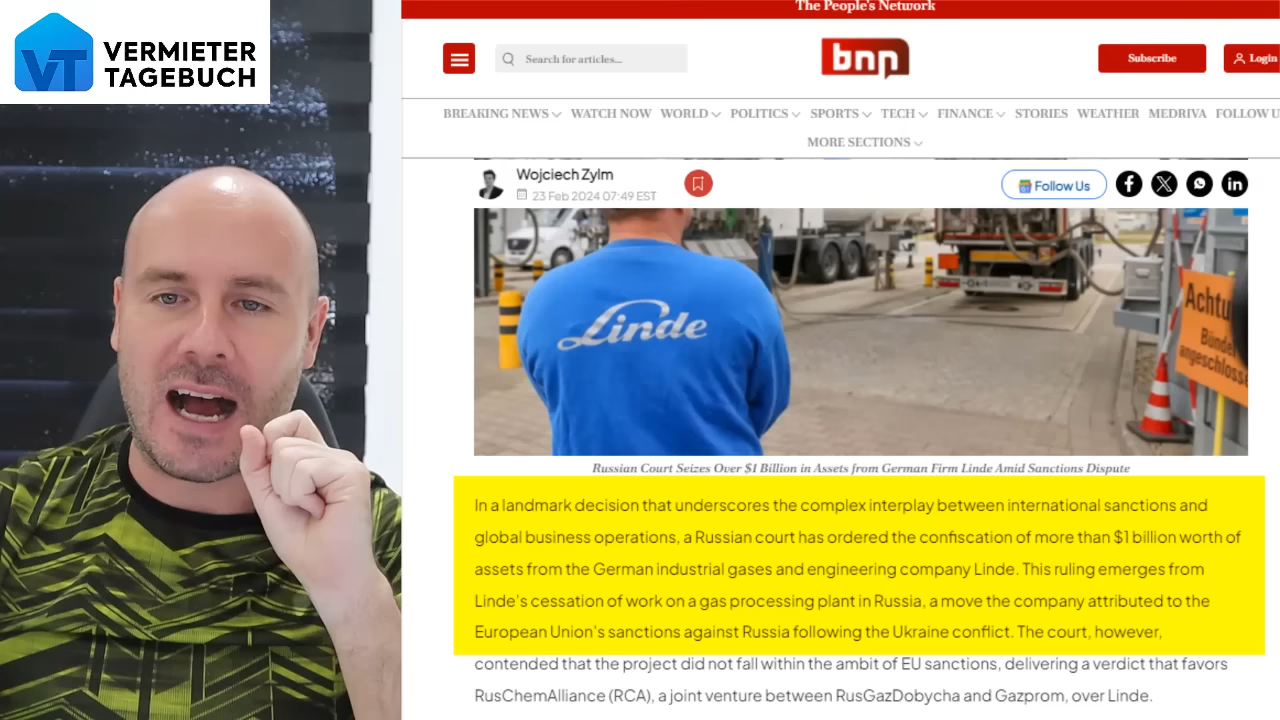 VERMIETER
TAGEBUCH
VT
The People's Network
Search for articles...
bnn
Subscribe
Login
BREAKING NEWS WATCH NOW WORLD POLITICS SPORTS TECH FINANCE STORIES WEATHER MEDRIVA FOLLOW U
MORE SECTIONS
Wojciech Zylm
23 Feb 2024 07:49 EST
Follow Us
Linde
Achtu
Bünde
angeschlosse
Russian Court Seizes Over $1 Billion in Assets from German Firm Linde Amid Sanctions Dispute
In a landmark decision that underscores the complex interplay between international sanctions and
global business operations, a Russian court has ordered the confiscation of more than $1 billion worth of
assets from the German industrial gases and engineering company Linde. This ruling emerges from
Linde's cessation of work on a gas processing plant in Russia, a move the company attributed to the
European Union's sanctions against Russia following the Ukraine conflict. The court, however,
contended that the project did not fall within the ambit of EU sanctions, delivering a verdict that favors
RusChemAlliance (RCA), a joint venture between RusGazDobycha and Gazprom, over Linde.